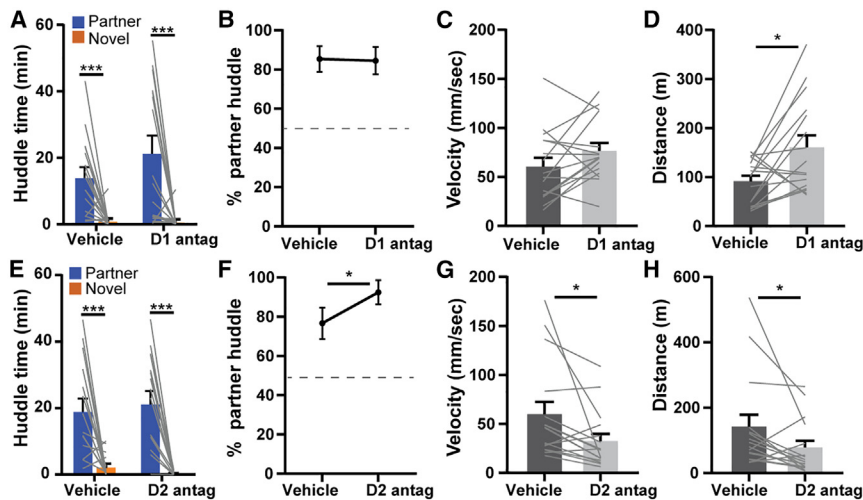 A
Huddle time (min)
60
40
20
0
Partner
Novel
***
***
Vehicle
D1 antag
B
% partner huddle
100
80
60
40
20
0
Vehicle
D1 antag
C
Velocity (mm/sec)
200
150
100
50
0
Vehicle
D1 antag
D
Distance (m)
400
300
200
100
0
*
Vehicle
D1 antag
E
Huddle time (min)
60
40
20
0
Partner
Novel
***
***
Vehicle
D2 antag
F
% partner huddle
100
80
60
40
20
0
*
Vehicle
D2 antag
G
Velocity (mm/sec)
200
150
100
50
0
*
Vehicle
D2 antag
H
Distance (m)
600
400
200
0
*
Vehicle
D2 antag